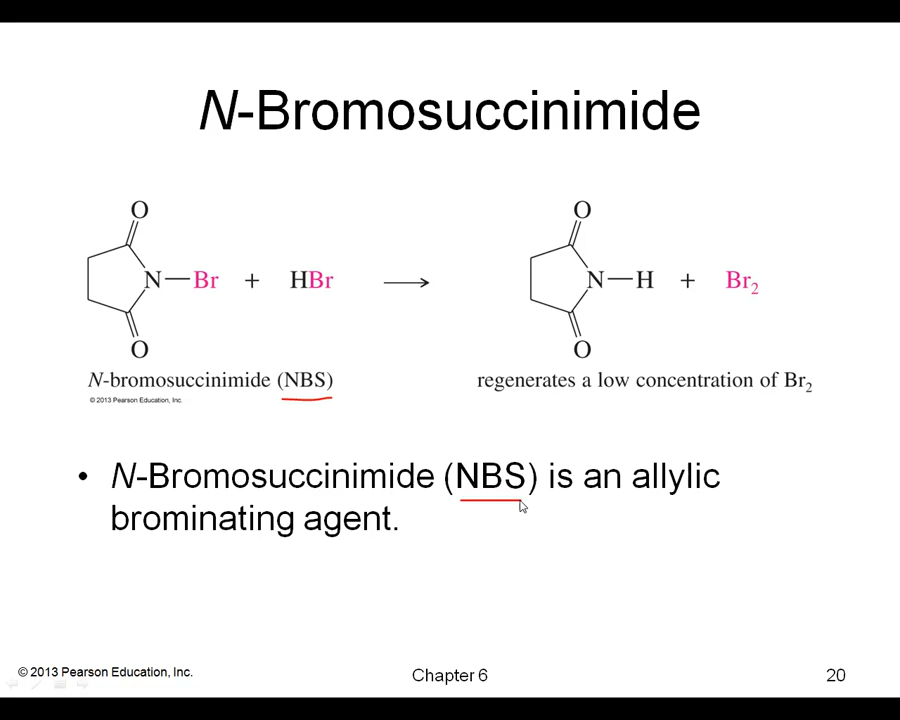 N-Bromosuccinimide
O O
N—Br + HBr → N—H + Br₂
O O
N-bromosuccinimide (NBS) regenerates a low concentration of Br₂
© 2013 Pearson Education, Inc.
• N-Bromosuccinimide (NBS) is an allylic
brominating agent.
© 2013 Pearson Education, Inc. Chapter 6 20